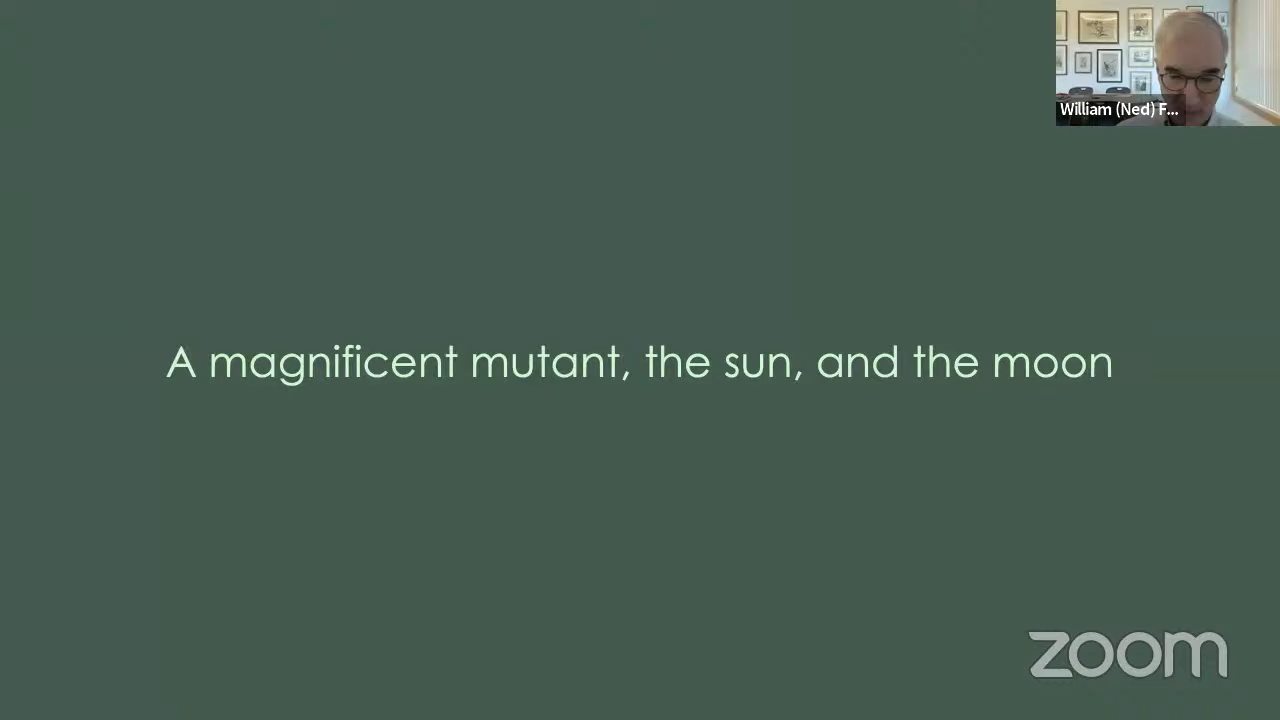 William (Ned) F...
A magnificent mutant, the sun, and the moon
zoom